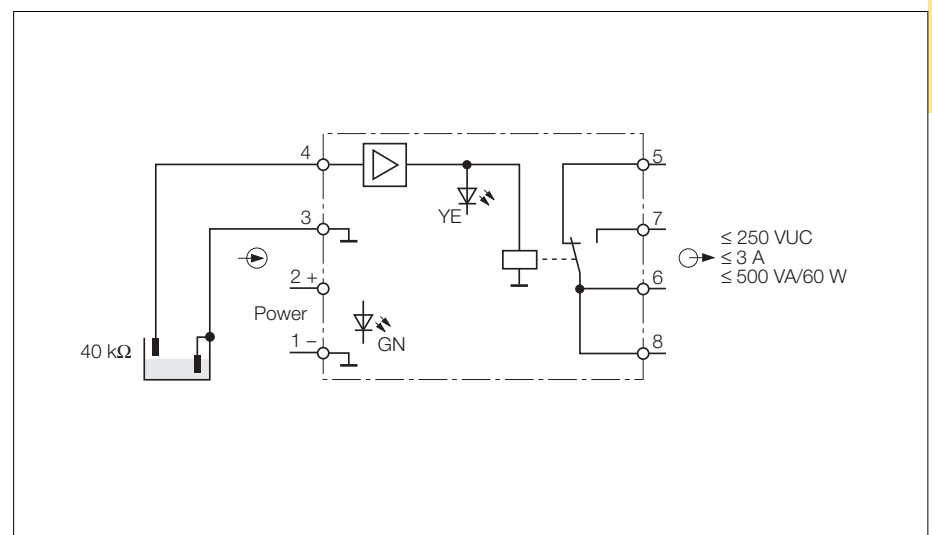 4
5
YE
3
7
≤ 250 VUC
≤ 3 A
≤ 500 VA/60 W
2 +
6
Power
GN
1 –
8
40 kΩ